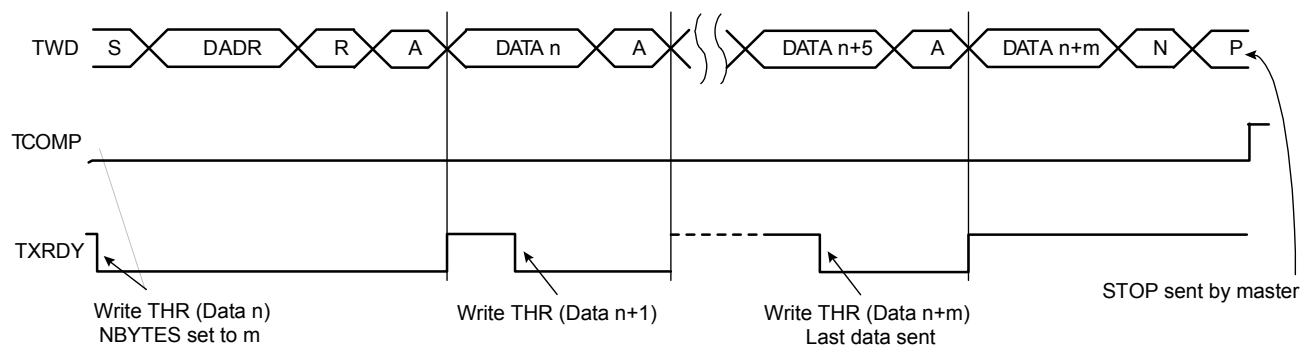 TWD S DADR R A DATA n A DATA n+5 A DATA n+m N P
TCOMP
TXRDY
Write THR (Data n)
NBYTES set to m
Write THR (Data n+1)
Write THR (Data n+m)
Last data sent
STOP sent by master